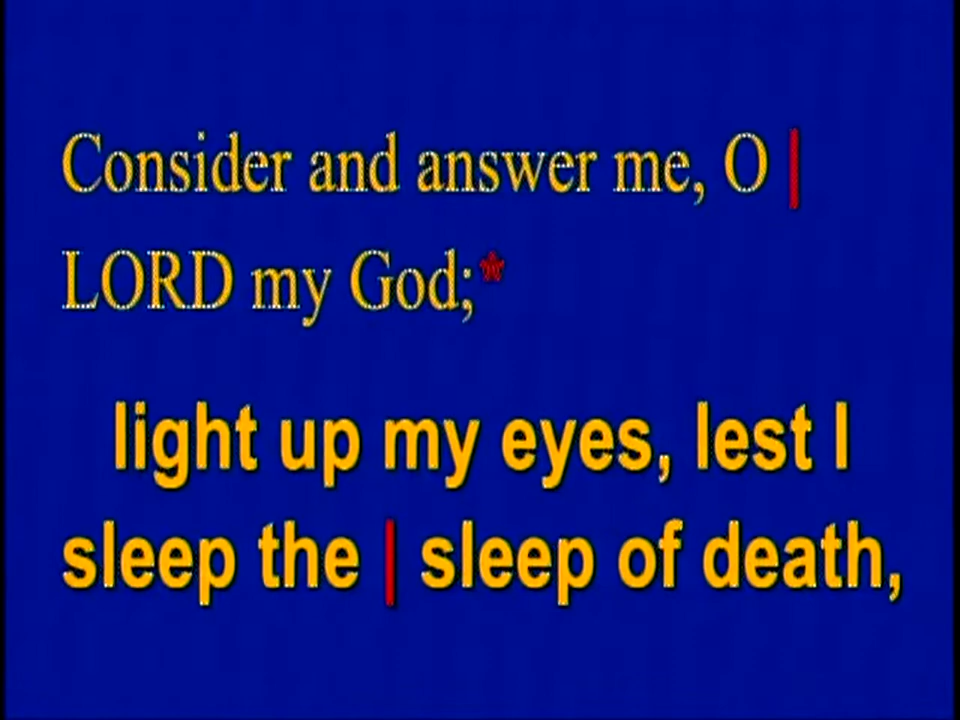 Consider and answer me, O |
LORD my God;*
light up my eyes, lest I
sleep the | sleep of death,